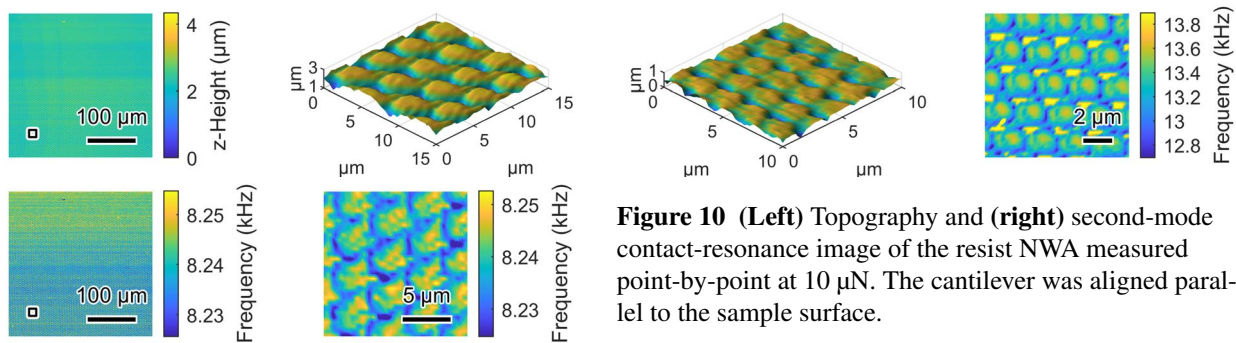 4
2
0
z-Height (µm)
100 µm
µm
3
1
0
5
10
15
µm
0
5
10
15
µm
µm
1
0
0
5
10
µm
0
5
10
µm
13.8
13.6
13.4
13.2
13.0
12.8
Frequency (kHz)
2 µm
8.25
8.24
8.23
Frequency (kHz)
100 µm
8.25
8.24
8.23
Frequency (kHz)
5 µm
Figure 10 (Left) Topography and (right) second-mode
contact-resonance image of the resist NWA measured
point-by-point at 10 µN. The cantilever was aligned paral-
lel to the sample surface.